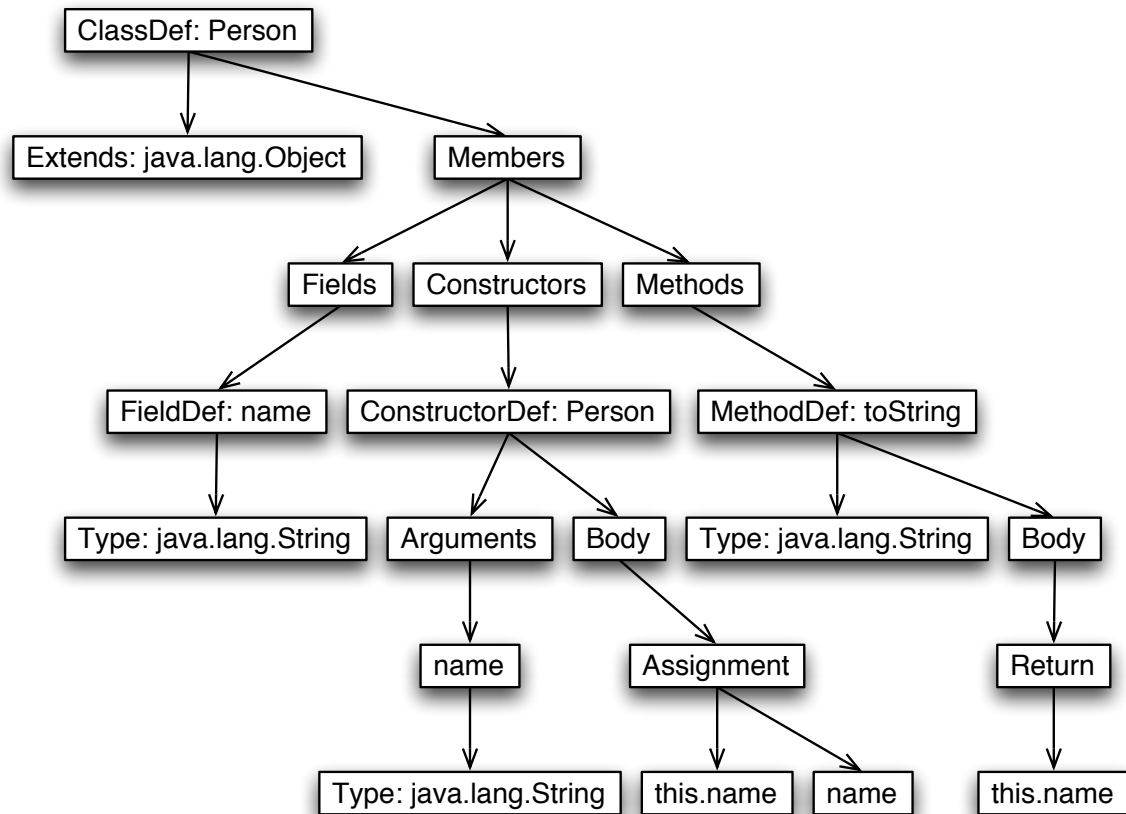 ClassDef: Person
Extends: java.lang.Object
Members
Fields
Constructors
Methods
FieldDef: name
ConstructorDef: Person
MethodDef: toString
Type: java.lang.String
Arguments
Body
Type: java.lang.String
Body
name
Assignment
Return
Type: java.lang.String
this.name
name
this.name